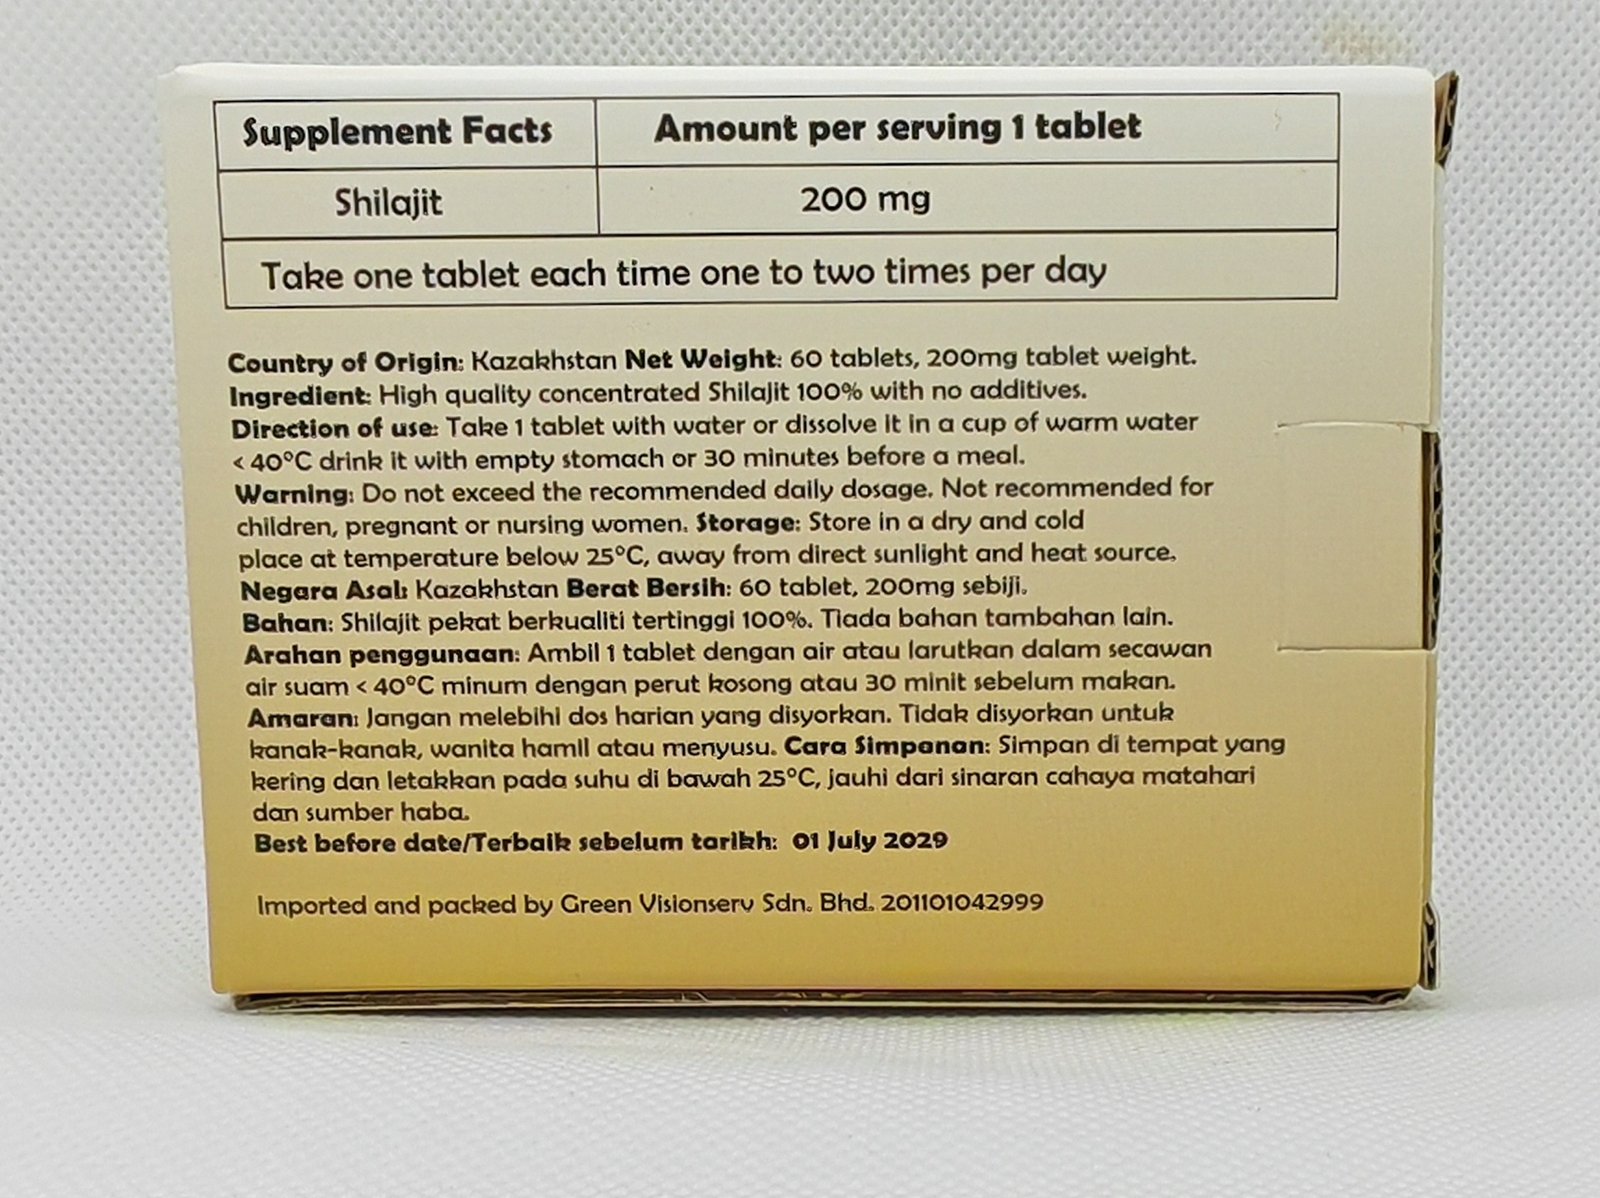 Supplement Facts Amount per serving 1 tablet
Shilajit 200 mg
Take one tablet each time one to two times per day
Country of Origin: Kazakhstan Net Weight: 60 tablets, 200mg tablet weight.
Ingredient: High quality concentrated Shilajit 100% with no additives.
Direction of use: Take 1 tablet with water or dissolve it in a cup of warm water
< 40°C drink it with empty stomach or 30 minutes before a meal.
Warning: Do not exceed the recommended daily dosage. Not recommended for
children, pregnant or nursing women. Storage: Store in a dry and cold
place at temperature below 25°C, away from direct sunlight and heat source.
Negara Asal: Kazakhstan Berat Bersih: 60 tablet, 200mg sebiji.
Bahan: Shilajit pekat berkualiti tertinggi 100%. Tiada bahan tambahan lain.
Arahan penggunaan: Ambil 1 tablet dengan air atau larutkan dalam secawan
air suam < 40°C minum dengan perut kosong atau 30 minit sebelum makan.
Amaran: Jangan melebihi dos harian yang disyorkan. Tidak disyorkan untuk
kanak-kanak, wanita hamil atau menyusu. Cara Simpanan: Simpan di tempat yang
kering dan letakkan pada suhu di bawah 25°C, jauhi dari sinaran cahaya matahari
dan sumber haba.
Best before date/Terbaik sebelum tarikh: 01 July 2029
Imported and packed by Green Visionserv Sdn. Bhd. 201101042999